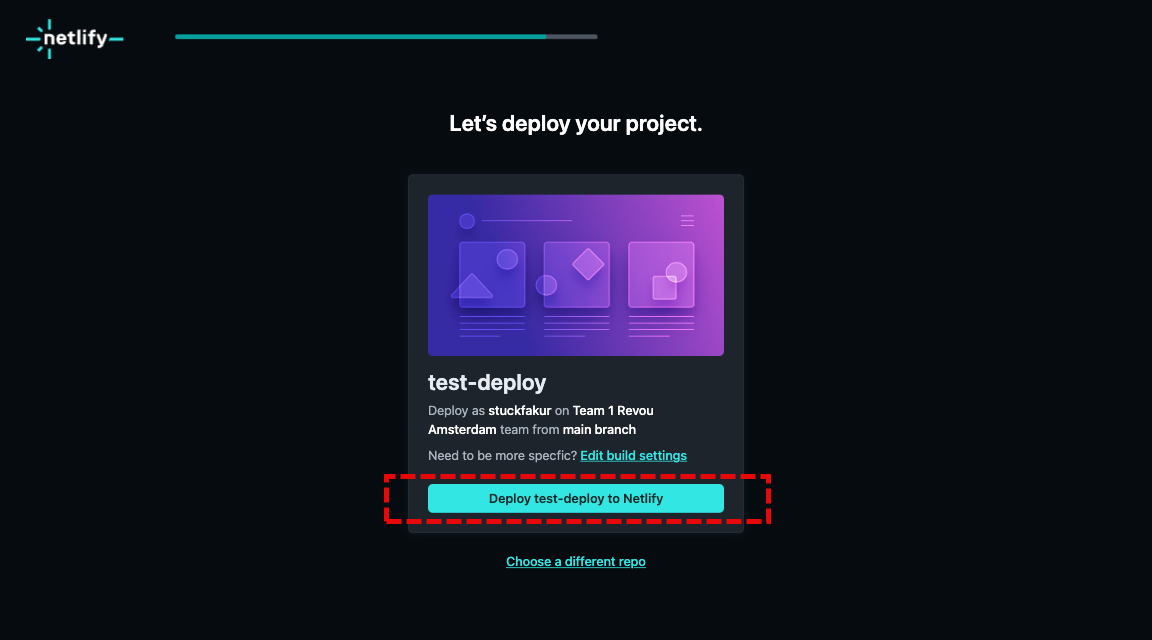 netlify
Let's deploy your project.
test-deploy
Deploy as stuckfakur on Team 1 Revou
Amsterdam team from main branch
Need to be more specfic? Edit build settings
Deploy test-deploy to Netlify
Choose a different repo